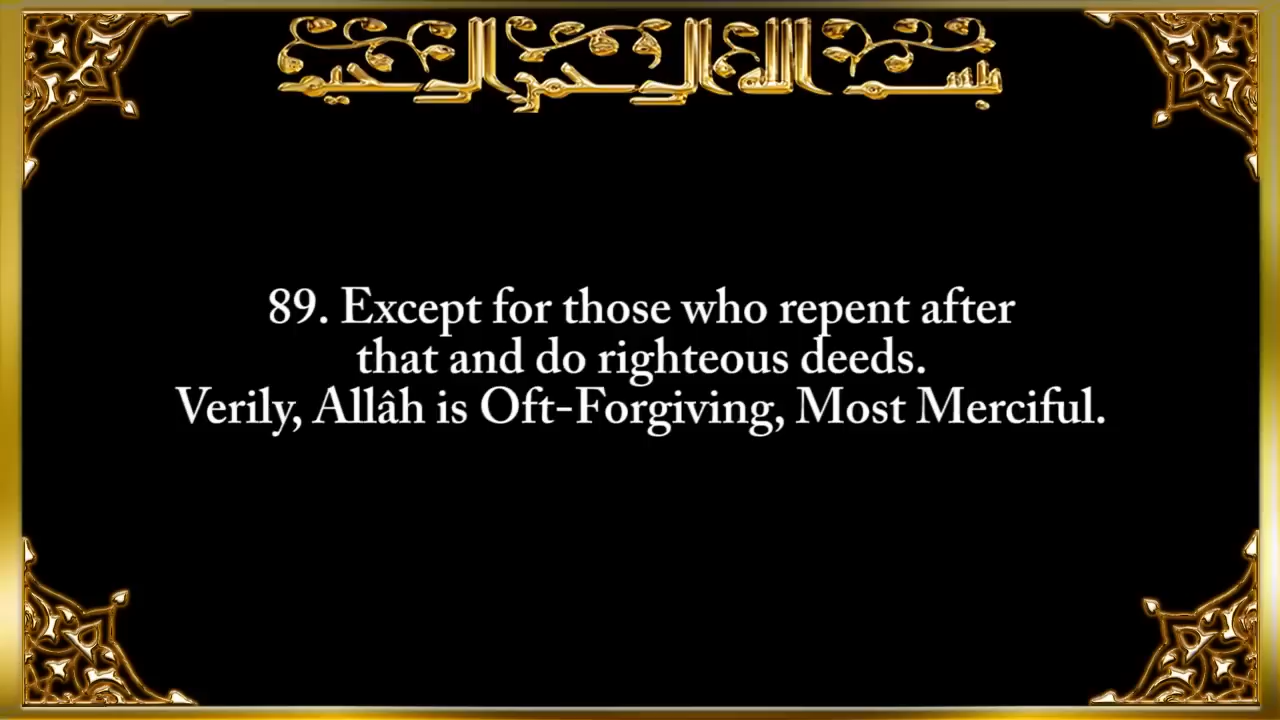 بسم الله الرحمن الرحيم
89. Except for those who repent after
that and do righteous deeds.
Verily, Allâh is Oft-Forgiving, Most Merciful.